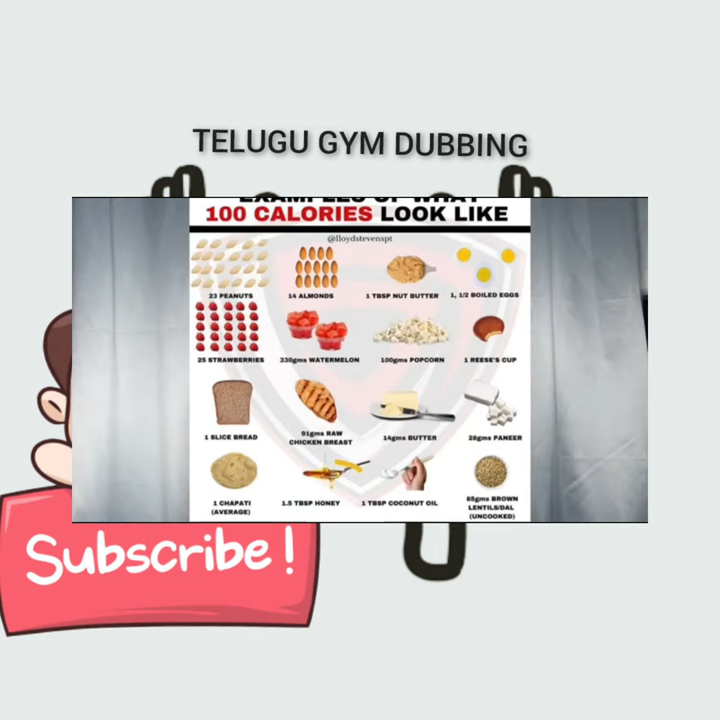 TELUGU GYM DUBBING
EXAMPLES OF WHAT
100 CALORIES LOOK LIKE
@lloydstevenspt
23 PEANUTS
14 ALMONDS
1 TBSP NUT BUTTER
1, 1/2 BOILED EGGS
25 STRAWBERRIES
330gms WATERMELON
100gms POPCORN
1 REESE'S CUP
1 SLICE BREAD
91gms RAW
CHICKEN BREAST
14gms BUTTER
28gms PANEER
1 CHAPATI
(AVERAGE)
1.5 TBSP HONEY
1 TBSP COCONUT OIL
85gms BROWN
LENTILS/DAL
(UNCOOKED)
Subscribe!